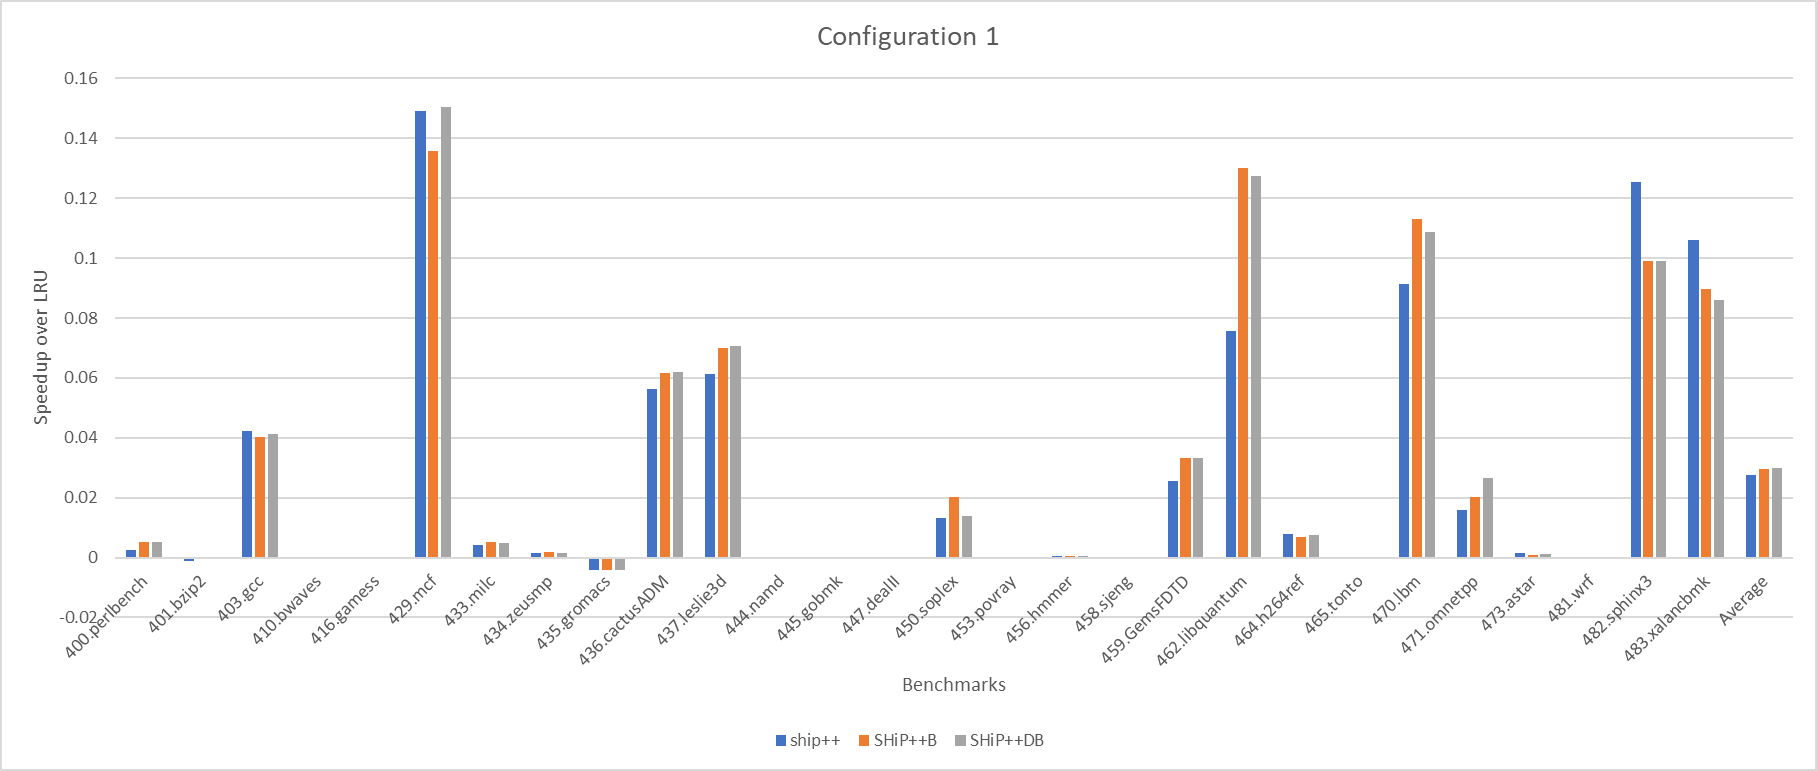 Configuration 1
Speedup over LRU
0.16
0.14
0.12
0.1
0.08
0.06
0.04
0.02
0
-0.02
400.perlbench
401.bzip2
403.gcc
410.bwaves
416.gamess
429.mcf
433.milc
434.zeusmp
435.gromacs
436.cactusADM
437.leslie3d
444.namd
445.gobmk
447.dealII
450.soplex
453.povray
456.hmmer
458.sjeng
459.GemsFDTD
462.libquantum
464.h264ref
465.tonto
470.lbm
471.omnetpp
473.astar
481.wrf
482.sphinx3
483.xalancbmk
Average
Benchmarks
ship++ SHiP++B SHiP++DB